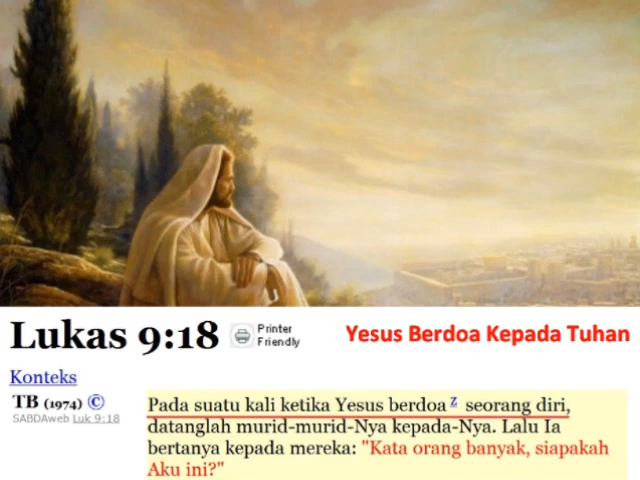 Lukas 9:18
Printer
Friendly
Yesus Berdoa Kepada Tuhan
Konteks
TB (1974) ©
SABDAweb Luk 9:18
Pada suatu kali ketika Yesus berdoa z seorang diri,
datanglah murid-murid-Nya kepada-Nya. Lalu Ia
bertanya kepada mereka: "Kata orang banyak, siapakah
Aku ini?"